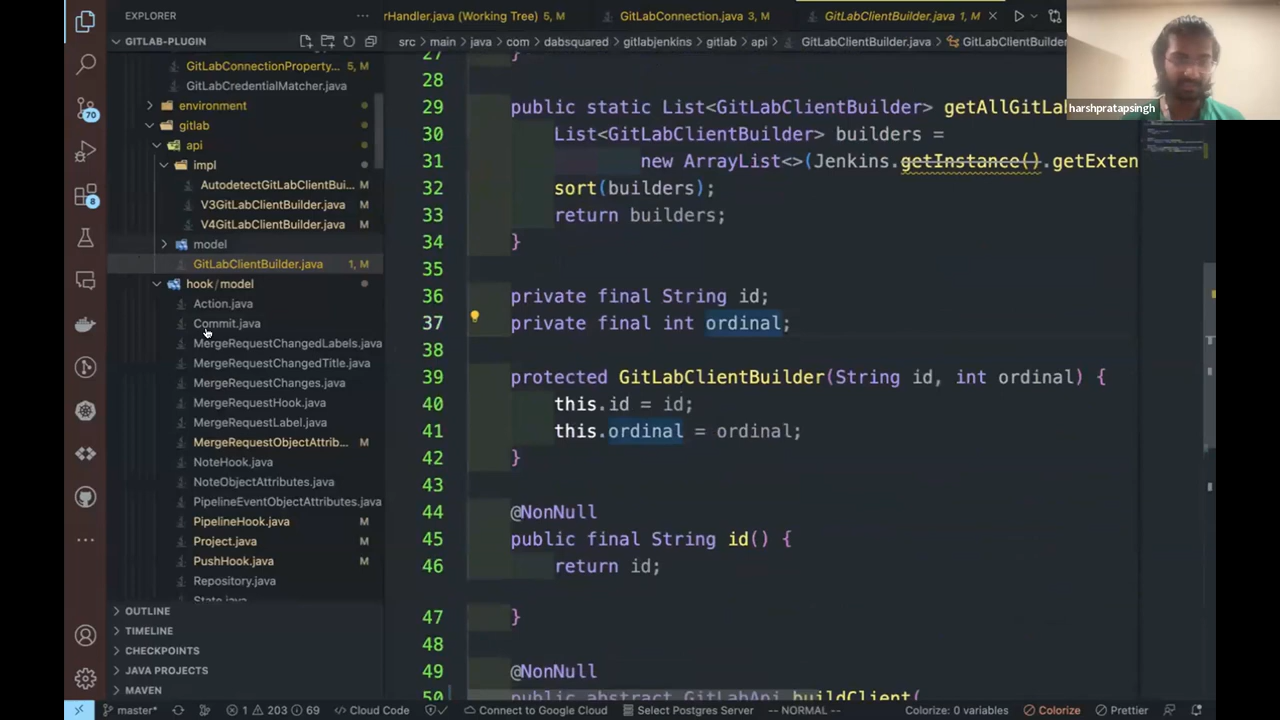 EXPLORER
GITLAB-PLUGIN
GitLabConnectionProperty... 5, M
GitLabCredentialMatcher.java
environment
gitlab
api
impl
AutodetectGitLabClientBui... M
V3GitLabClientBuilder.java M
V4GitLabClientBuilder.java M
model
GitLabClientBuilder.java 1, M
hook/model
Action.java
Commit.java
MergeRequestChangedLabels.java
MergeRequestChangedTitle.java
MergeRequestChanges.java
MergeRequestHook.java
MergeRequestLabel.java
MergeRequestObjectAttrib... M
NoteHook.java
NoteObjectAttributes.java
PipelineEventObjectAttributes.java
PipelineHook.java M
Project.java M
PushHook.java M
Repository.java
State.java
OUTLINE
TIMELINE
CHECKPOINTS
JAVA PROJECTS
MAVEN
70
8
rHandler.java (Working Tree) 5, M
GitLabConnection.java 3, M
GitLabClientBuilder.java 1, M
src > main > java > com > dabsquared > gitlabjenkins > gitlab > api > GitLabClientBuilder.java > GitLabClientBuilde
27 }
28
29 public static List<GitLabClientBuilder> getAllGitLa
30 List<GitLabClientBuilder> builders =
31 new ArrayList<>(Jenkins.getInstance().getExten
32 sort(builders);
33 return builders;
34 }
35
36 private final String id;
37 private final int ordinal;
38
39 protected GitLabClientBuilder(String id, int ordinal) {
40 this.id = id;
41 this.ordinal = ordinal;
42 }
43
44 @NonNull
45 public final String id() {
46 return id;
47 }
48
49 @NonNull
50 public abstract GitLabApi buildClient(
harshpratapsingh
master* 1 203 69 Cloud Code Connect to Google Cloud Select Postgres Server -- NORMAL -- Colorize: 0 variables Colorize Prettier